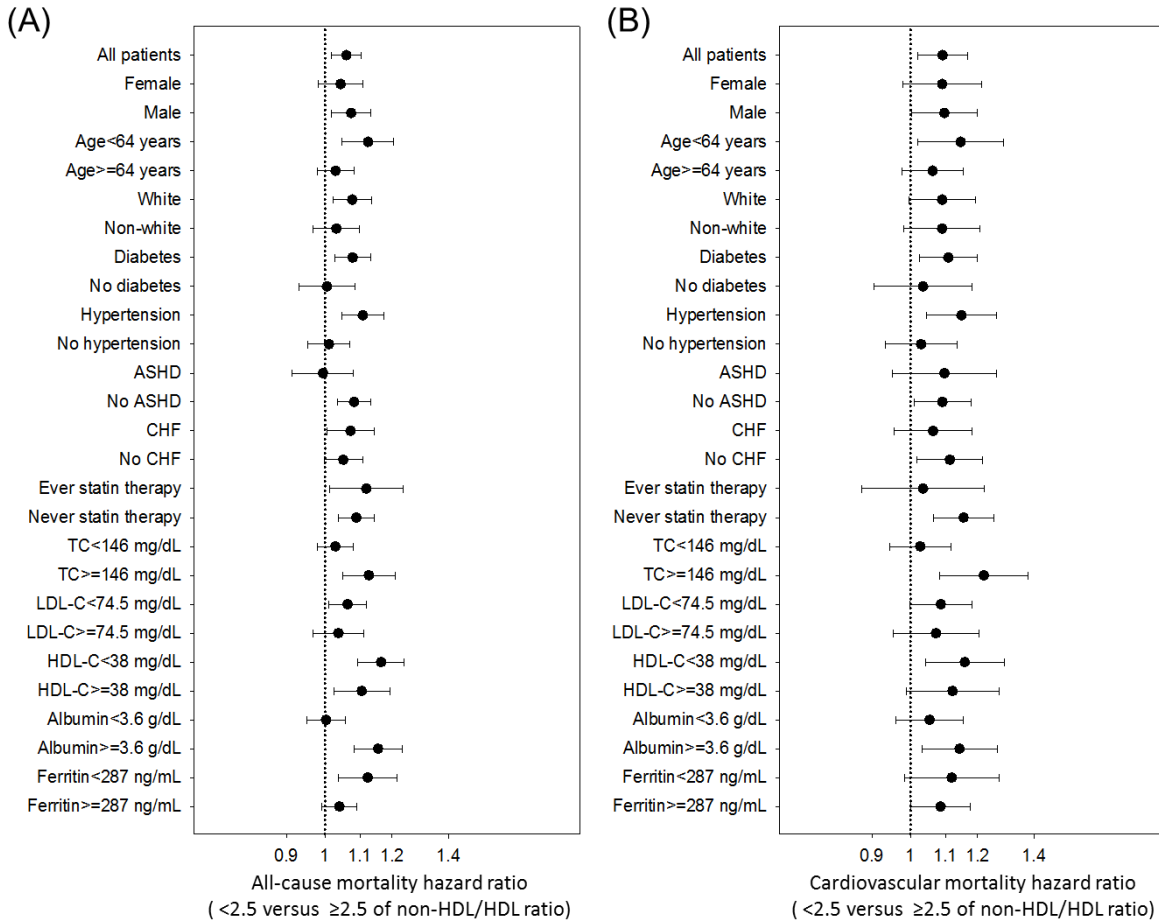 (A)
All patients
Female
Male
Age<64 years
Age>=64 years
White
Non-white
Diabetes
No diabetes
Hypertension
No hypertension
ASHD
No ASHD
CHF
No CHF
Ever statin therapy
Never statin therapy
TC<146 mg/dL
TC>=146 mg/dL
LDL-C<74.5 mg/dL
LDL-C>=74.5 mg/dL
HDL-C<38 mg/dL
HDL-C>=38 mg/dL
Albumin<3.6 g/dL
Albumin>=3.6 g/dL
Ferritin<287 ng/mL
Ferritin>=287 ng/mL
0.9 1 1.1 1.2 1.4
All-cause mortality hazard ratio
( <2.5 versus ≥2.5 of non-HDL/HDL ratio)
(B)
All patients
Female
Male
Age<64 years
Age>=64 years
White
Non-white
Diabetes
No diabetes
Hypertension
No hypertension
ASHD
No ASHD
CHF
No CHF
Ever statin therapy
Never statin therapy
TC<146 mg/dL
TC>=146 mg/dL
LDL-C<74.5 mg/dL
LDL-C>=74.5 mg/dL
HDL-C<38 mg/dL
HDL-C>=38 mg/dL
Albumin<3.6 g/dL
Albumin>=3.6 g/dL
Ferritin<287 ng/mL
Ferritin>=287 ng/mL
0.9 1 1.1 1.2 1.4
Cardiovascular mortality hazard ratio
( <2.5 versus ≥2.5 of non-HDL/HDL ratio)